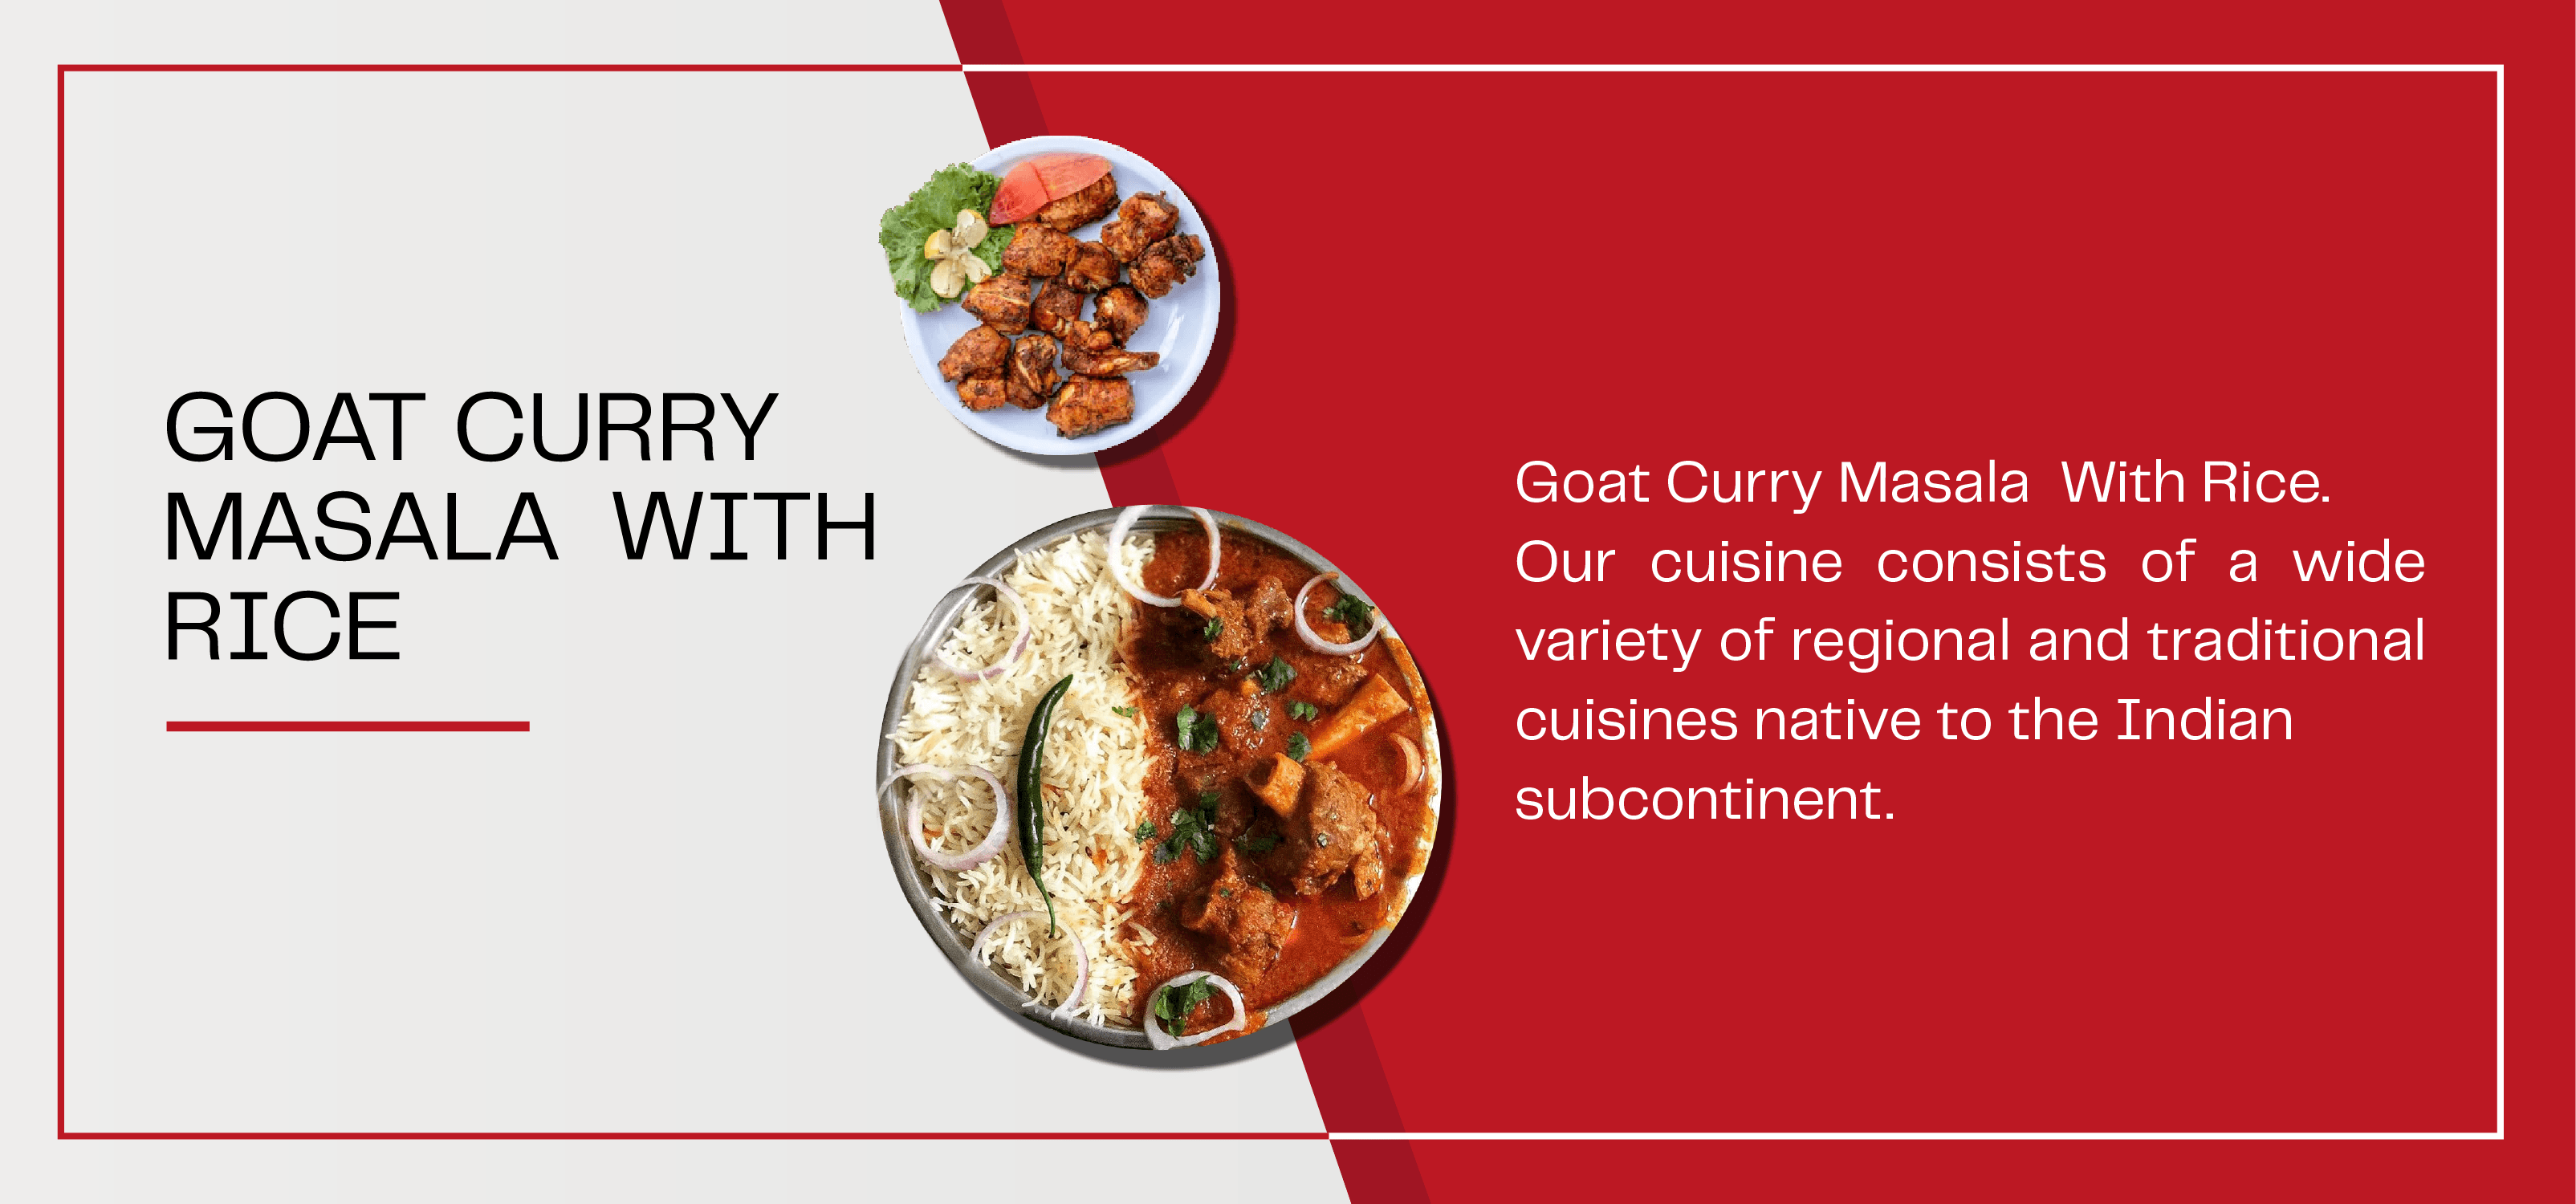 GOAT CURRY
MASALA  WITH
RICE
Goat Curry Masala  With Rice.
Our cuisine consists of a wide
variety of regional and traditional
cuisines native to the Indian
subcontinent.